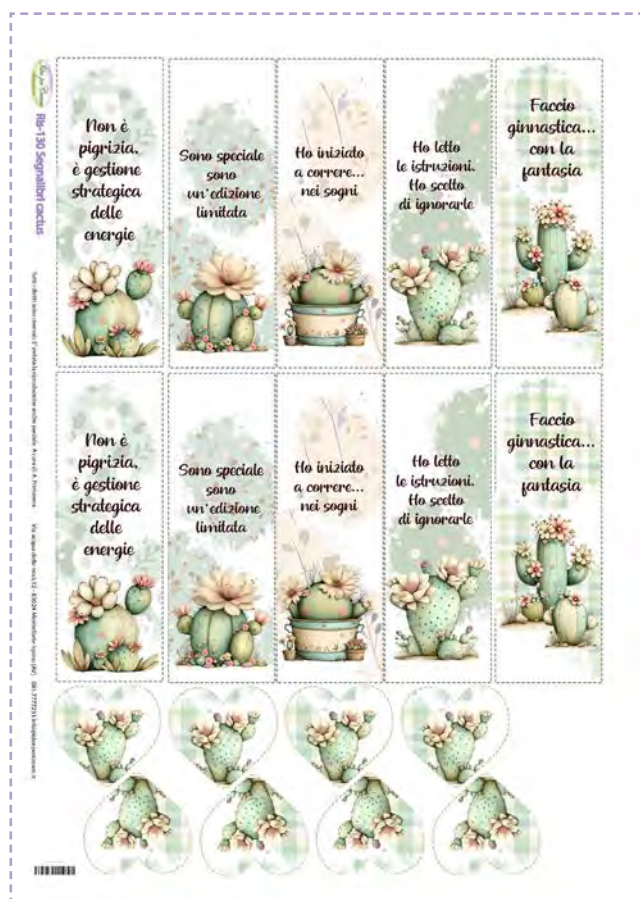 Ris-130 Segnalibri cactus
Non è
pigrizia,
è gestione
strategica
delle
energie
Sono speciale
sono
un'edizione
limitata
Ho iniziato
a correre...
nei sogni
Ho letto
le istruzioni.
Ho scelto
di ignorarle
Faccio
ginnastica...
con la
fantasia
Non è
pigrizia,
è gestione
strategica
delle
energie
Sono speciale
sono
un'edizione
limitata
Ho iniziato
a correre...
nei sogni
Ho letto
le istruzioni.
Ho scelto
di ignorarle
Faccio
ginnastica...
con la
fantasia